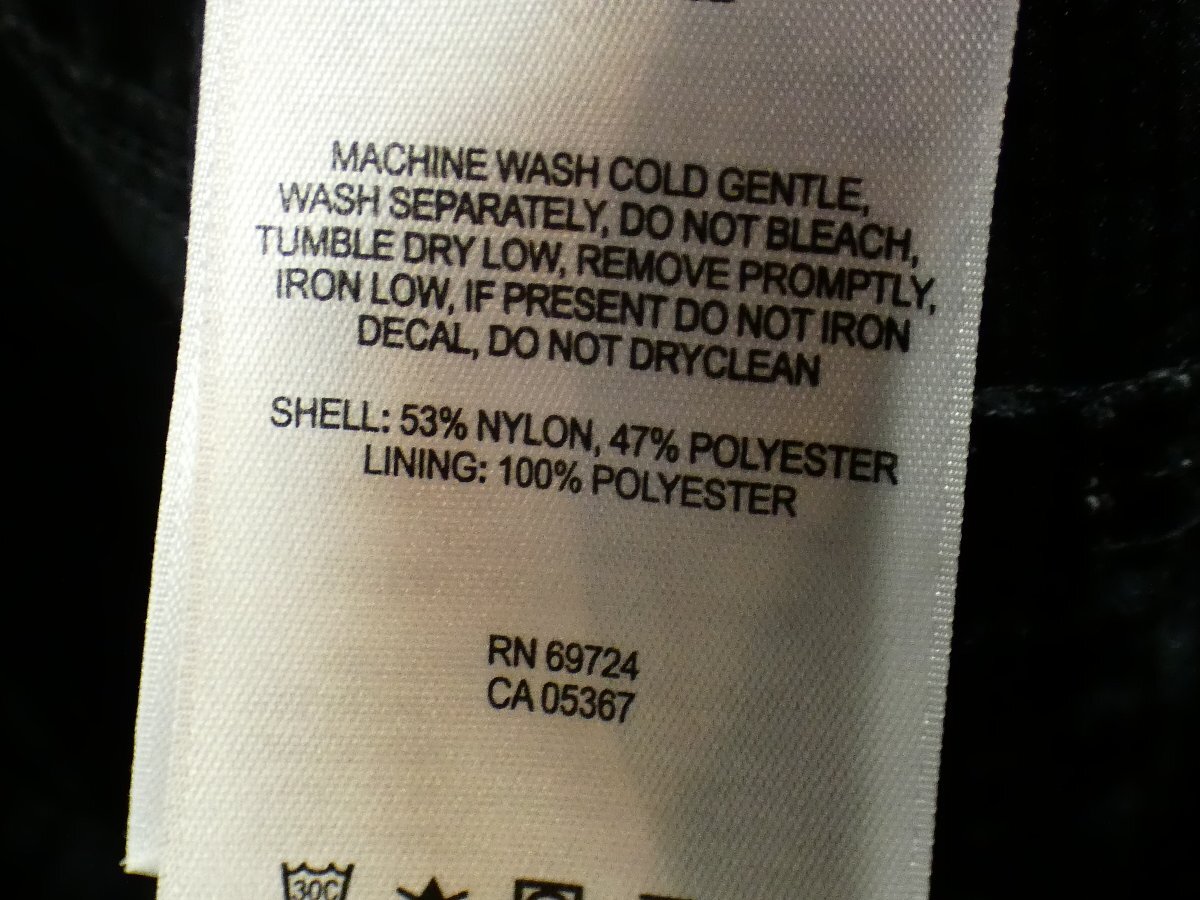 MACHINE WASH COLD GENTLE,
WASH SEPARATELY, DO NOT BLEACH,
TUMBLE DRY LOW, REMOVE PROMPTLY,
IRON LOW, IF PRESENT DO NOT IRON
DECAL, DO NOT DRYCLEAN
SHELL: 53% NYLON, 47% POLYESTER
LINING: 100% POLYESTER
RN 69724
CA 05367
30C